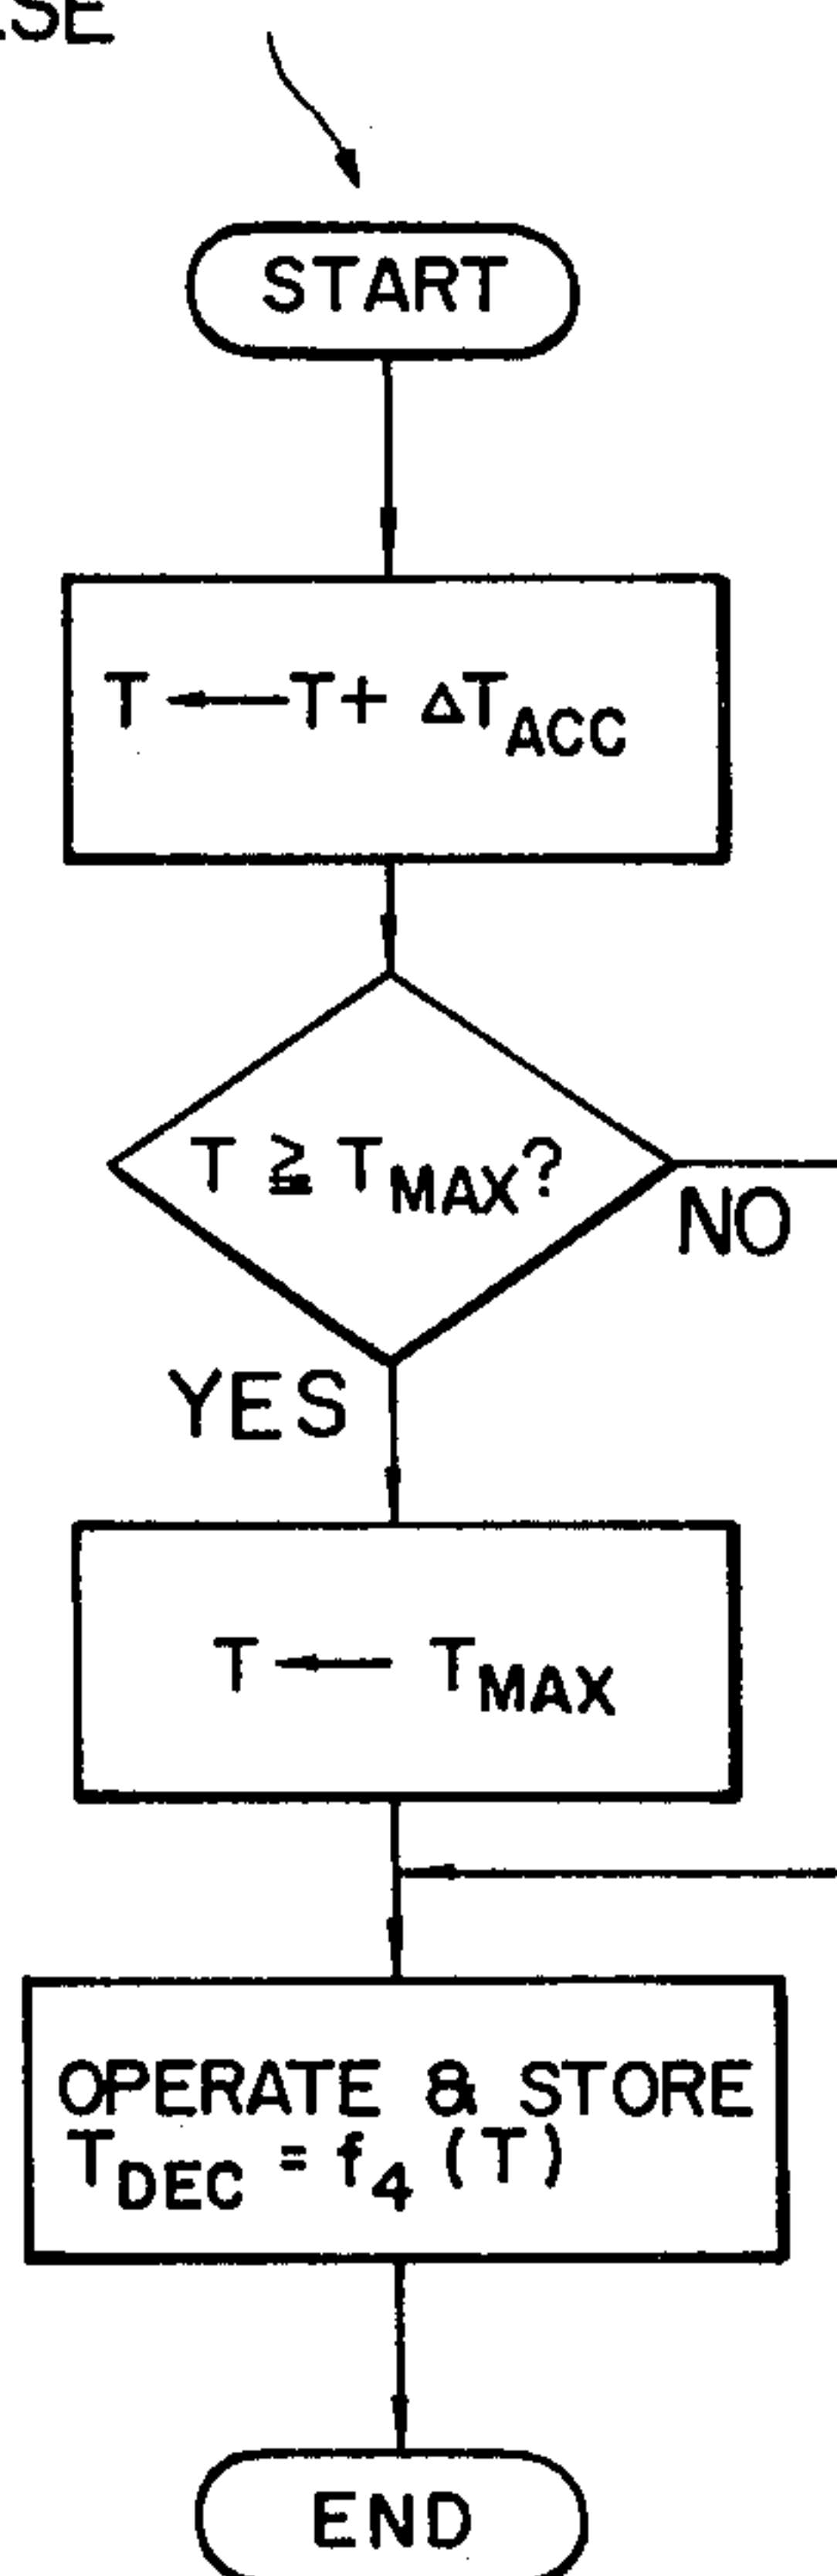 START
T ← T + ΔT_ACC
T ≧ T_MAX?
NO
YES
T ← T_MAX
OPERATE & STORE
T_DEC = f_4 (T)
END